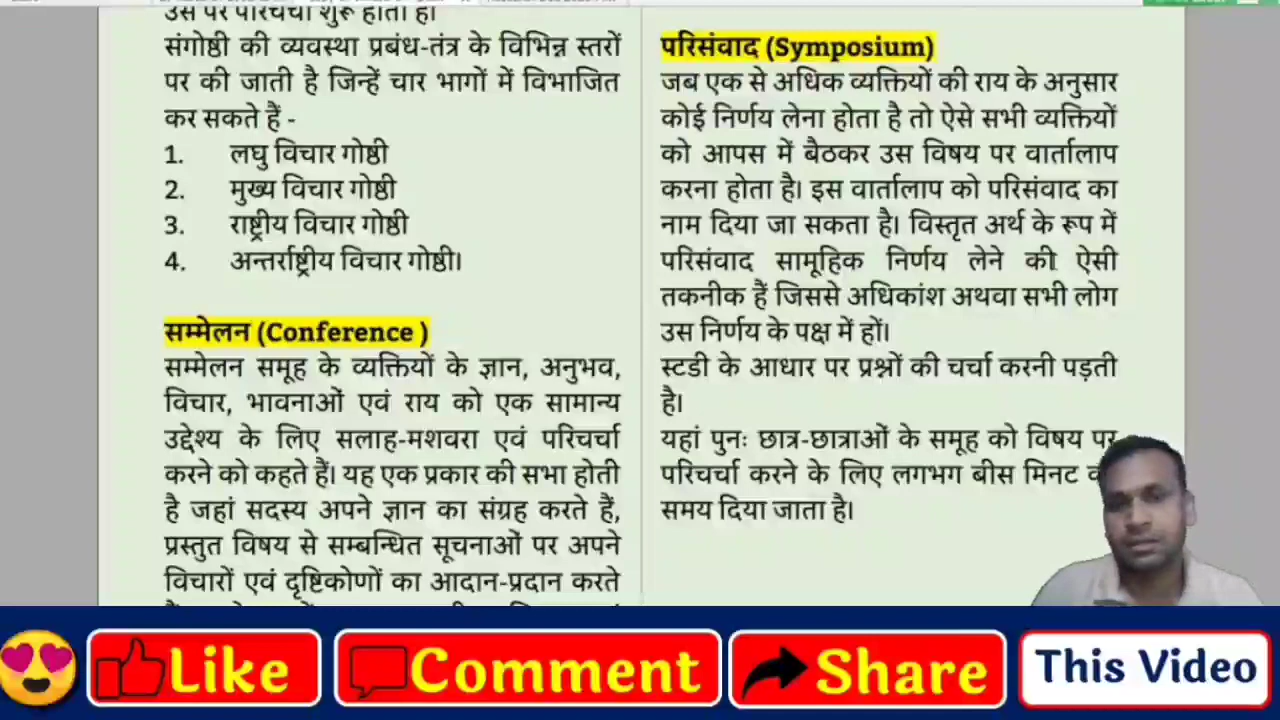 उस पर परिचर्चा शुरू होती है।
संगोष्ठी की व्यवस्था प्रबंध-तंत्र के विभिन्न स्तरों
पर की जाती है जिन्हें चार भागों में विभाजित
कर सकते हैं -
1. लघु विचार गोष्ठी
2. मुख्य विचार गोष्ठी
3. राष्ट्रीय विचार गोष्ठी
4. अन्तर्राष्ट्रीय विचार गोष्ठी।
सम्मेलन (Conference )
सम्मेलन समूह के व्यक्तियों के ज्ञान, अनुभव,
विचार, भावनाओं एवं राय को एक सामान्य
उद्देश्य के लिए सलाह-मशवरा एवं परिचर्चा
करने को कहते हैं। यह एक प्रकार की सभा होती
है जहां सदस्य अपने ज्ञान का संग्रह करते हैं,
प्रस्तुत विषय से सम्बन्धित सूचनाओं पर अपने
विचारों एवं दृष्टिकोणों का आदान-प्रदान करते
परिसंवाद (Symposium)
जब एक से अधिक व्यक्तियों की राय के अनुसार
कोई निर्णय लेना होता है तो ऐसे सभी व्यक्तियों
को आपस में बैठकर उस विषय पर वार्तालाप
करना होता है। इस वार्तालाप को परिसंवाद का
नाम दिया जा सकता है। विस्तृत अर्थ के रूप में
परिसंवाद सामूहिक निर्णय लेने की ऐसी
तकनीक हैं जिससे अधिकांश अथवा सभी लोग
उस निर्णय के पक्ष में हों।
स्टडी के आधार पर प्रश्नों की चर्चा करनी पड़ती
है।
यहां पुनः छात्र-छात्राओं के समूह को विषय पर
परिचर्चा करने के लिए लगभग बीस मिनट
समय दिया जाता है।
Like
Comment
Share
This Video